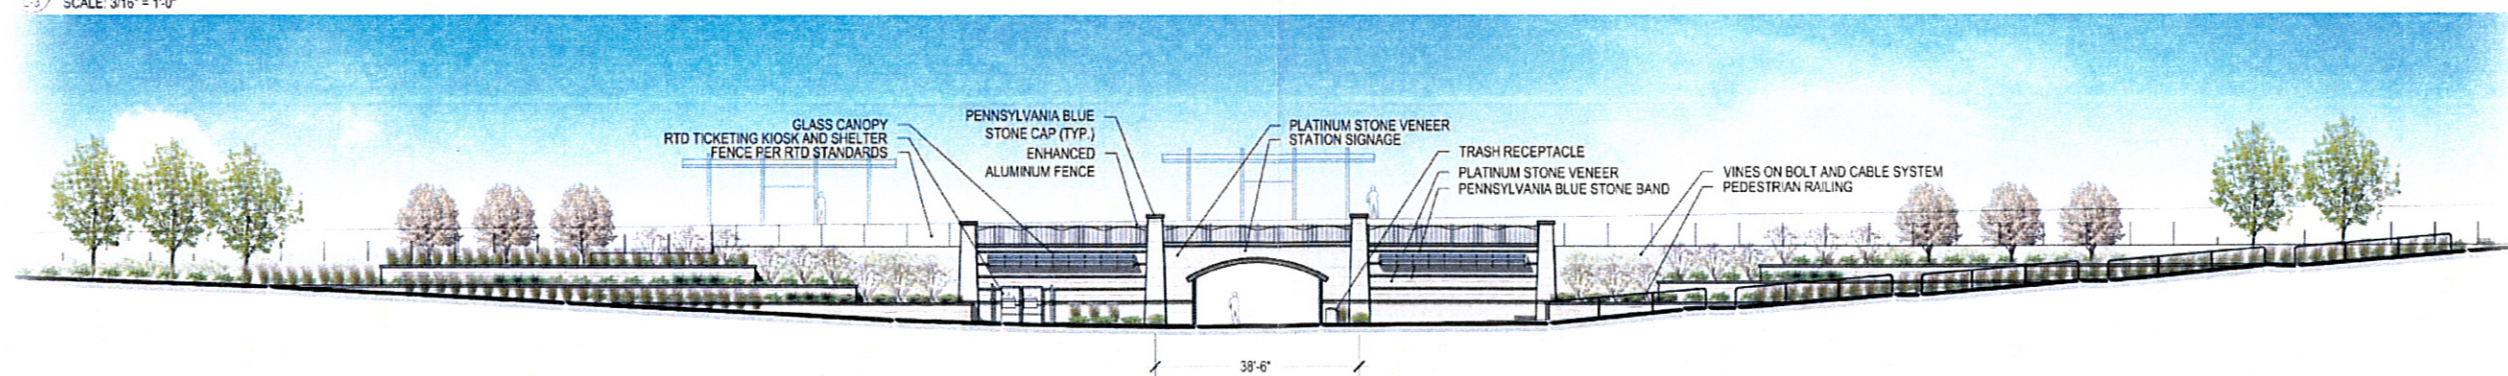 SCALE: 3/16" = 1'-0"
GLASS CANOPY
RTD TICKETING KIOSK AND SHELTER
FENCE PER RTD STANDARDS
PENNSYLVANIA BLUE
STONE CAP (TYP.)
ENHANCED
ALUMINUM FENCE
PLATINUM STONE VENEER
STATION SIGNAGE
TRASH RECEPTACLE
PLATINUM STONE VENEER
PENNSYLVANIA BLUE STONE BAND
VINES ON BOLT AND CABLE SYSTEM
PEDESTRIAN RAILING
38'-6"